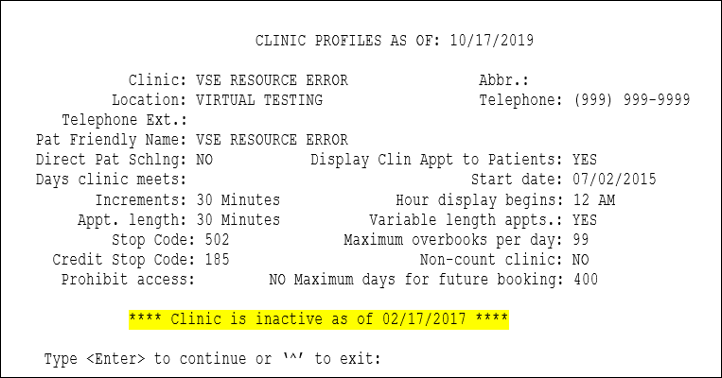 CLINIC PROFILES AS OF: 10/17/2019
Clinic: VSE RESOURCE ERROR Abbr.:
Location: VIRTUAL TESTING Telephone: (999) 999-9999
Telephone Ext.:
Pat Friendly Name: VSE RESOURCE ERROR
Direct Pat Schlng: NO Display Clin Appt to Patients: YES
Days clinic meets: Start date: 07/02/2015
Increments: 30 Minutes Hour display begins: 12 AM
Appt. length: 30 Minutes Variable length appts.: YES
Stop Code: 502 Maximum overbooks per day: 99
Credit Stop Code: 185 Non-count clinic: NO
Prohibit access: NO Maximum days for future booking: 400
**** Clinic is inactive as of 02/17/2017 ****
Type <Enter> to continue or ‘^’ to exit: